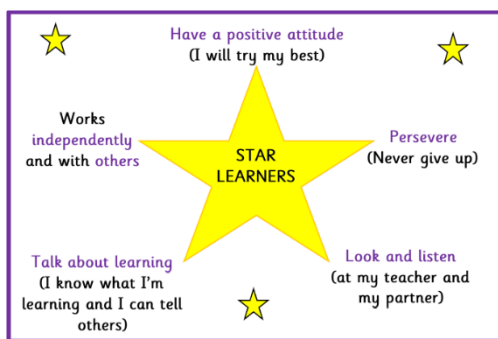 Have a positive attitude
(I will try my best)
Works
independently
and with others
STAR
LEARNERS
Persevere
(Never give up)
Talk about learning
(I know what I'm
learning and I can tell
others)
Look and listen
(at my teacher and
my partner)